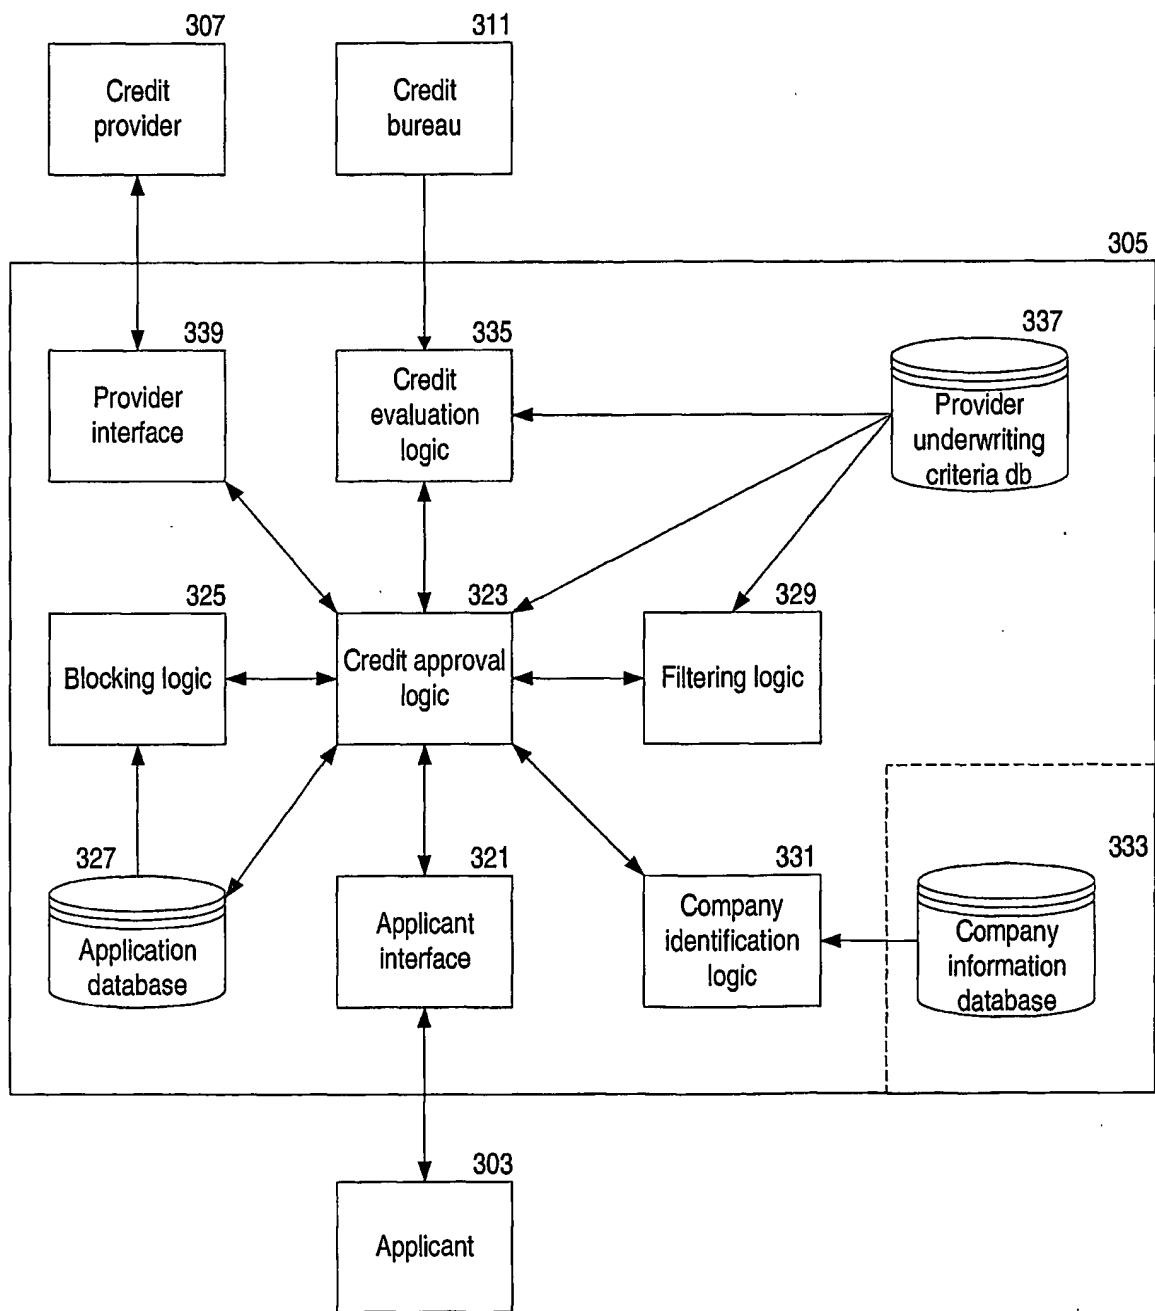 307
Credit
provider
311
Credit
bureau
305
339
Provider
interface
335
Credit
evaluation
logic
337
Provider
underwriting
criteria db
325
Blocking logic
323
Credit approval
logic
329
Filtering logic
327
Application
database
321
Applicant
interface
331
Company
identification
logic
333
Company
information
database
303
Applicant